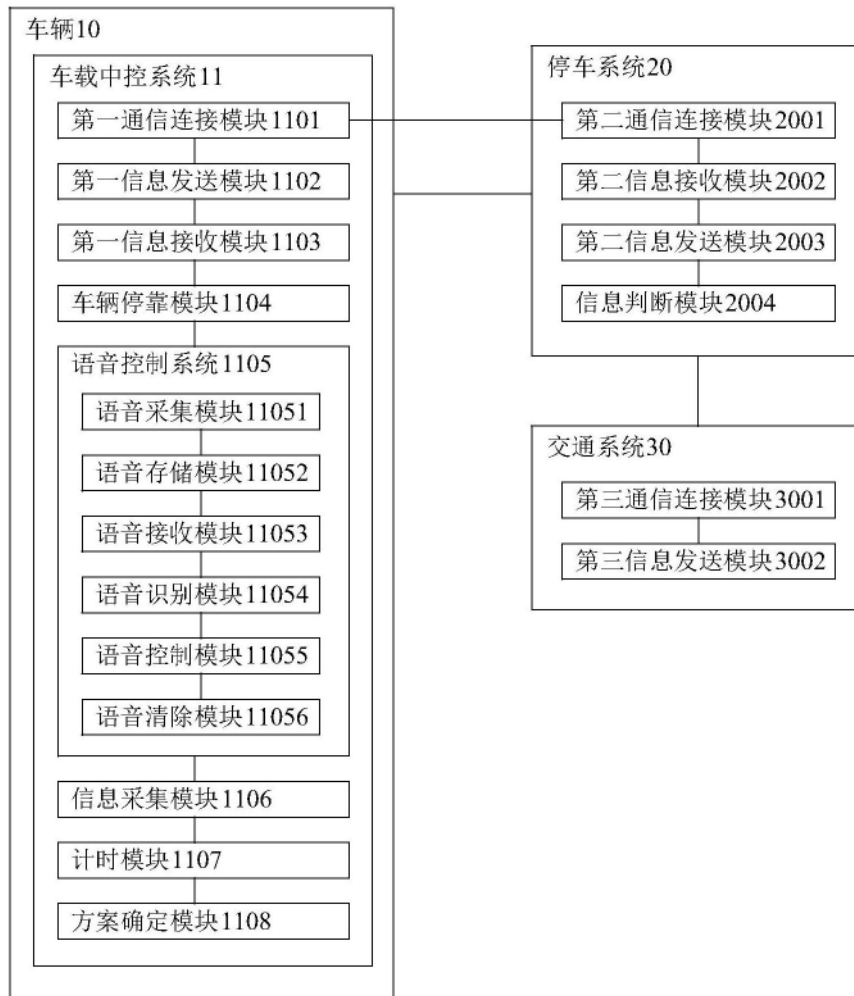 车辆10
车载中控系统11
第一通信连接模块1101
第一信息发送模块1102
第一信息接收模块1103
车辆停靠模块1104
语音控制系统1105
语音采集模块11051
语音存储模块11052
语音接收模块11053
语音识别模块11054
语音控制模块11055
语音清除模块11056
信息采集模块1106
计时模块1107
方案确定模块1108
停车系统20
第二通信连接模块2001
第二信息接收模块2002
第二信息发送模块2003
信息判断模块2004
交通系统30
第三通信连接模块3001
第三信息发送模块3002